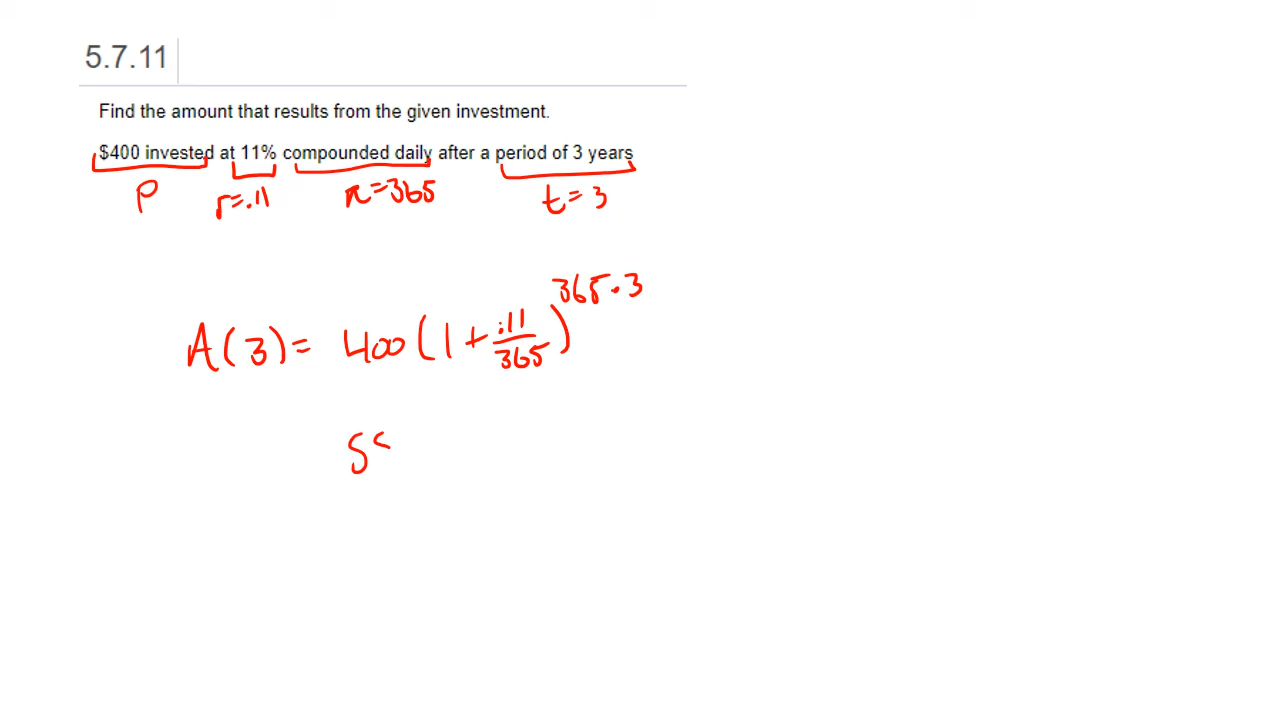 5.7.11
Find the amount that results from the given investment.
$400 invested at 11% compounded daily after a period of 3 years
P r=.11 n=365 t=3
A(3)= 400(1+.11/365)^365·3